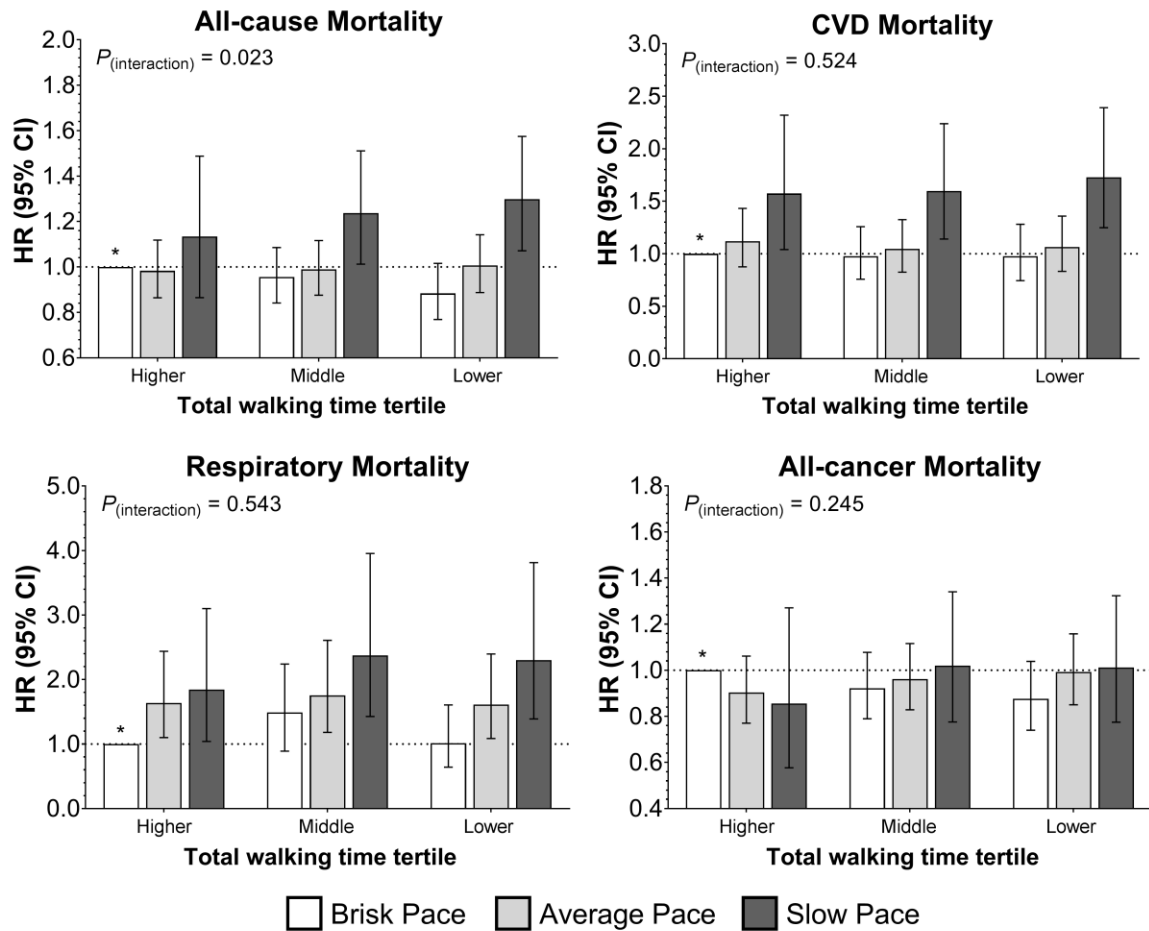 All-cause Mortality
P(interaction) = 0.023
HR (95% CI)
2.0
1.8
1.6
1.4
1.2
1.0
0.8
0.6
*
Higher
Middle
Lower
Total walking time tertile
CVD Mortality
P(interaction) = 0.524
HR (95% CI)
3.0
2.5
2.0
1.5
1.0
0.5
0.0
*
Higher
Middle
Lower
Total walking time tertile
Respiratory Mortality
P(interaction) = 0.543
HR (95% CI)
5.0
4.0
3.0
2.0
1.0
0.0
*
Higher
Middle
Lower
Total walking time tertile
All-cancer Mortality
P(interaction) = 0.245
HR (95% CI)
1.8
1.6
1.4
1.2
1.0
0.8
0.6
0.4
*
Higher
Middle
Lower
Total walking time tertile
Brisk Pace
Average Pace
Slow Pace